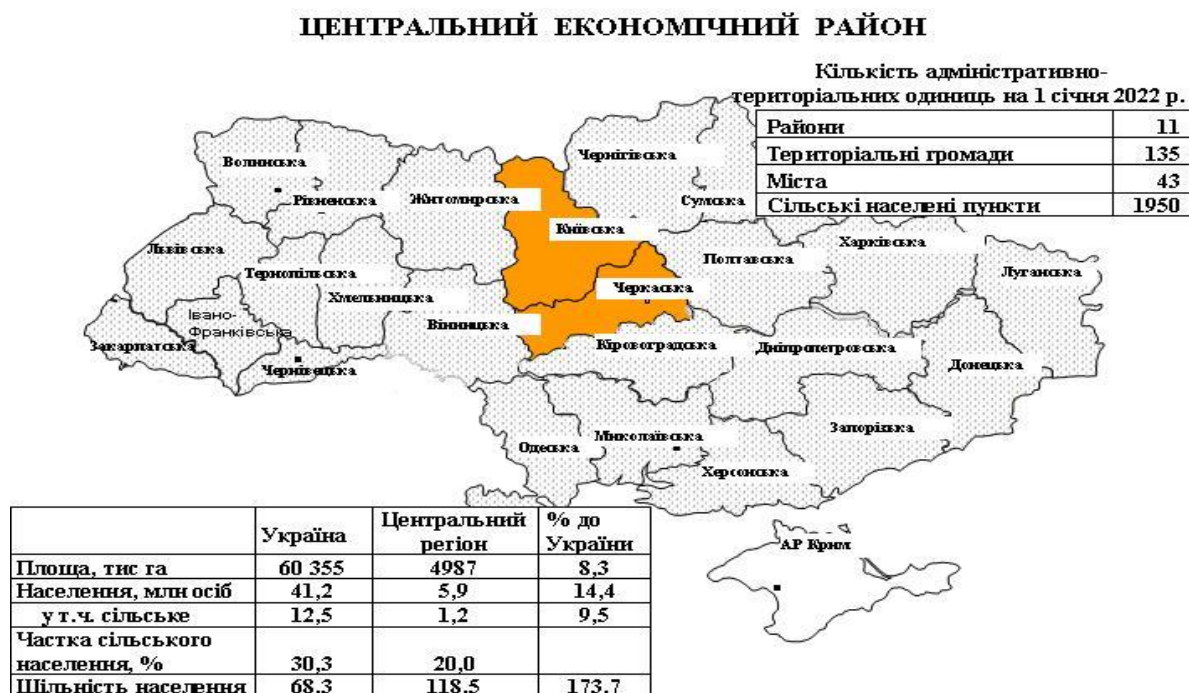 ЦЕНТРАЛЬНИЙ ЕКОНОМІЧНИЙ РАЙОН
Кількість адміністративно-
територіальних одиниць на 1 січня 2022 р.
Райони 11
Територіальні громади 135
Міста 43
Сільські населені пункти 1950
Волинська
Рівненська
Житомирська
Чернігівська
Сумська
Київська
Львівська
Тернопільська
Хмельницька
Полтавська
Харківська
Луганська
Черкаська
Івано-
Франківська
Вінницька
Закарпатська
Чернівецька
Кіровоградська
Дніпропетровська
Донецька
Одеська
Миколаївська
Запорізька
Херсонська
АР Крим
Україна Центральний регіон % до України
Площа, тис га 60 355 4987 8,3
Населення, млн осіб 41,2 5,9 14,4
у т.ч. сільське 12,5 1,2 9,5
Частка сільського
населення, % 30,3 20,0
Щільність населення 68,3 118,5 173,7